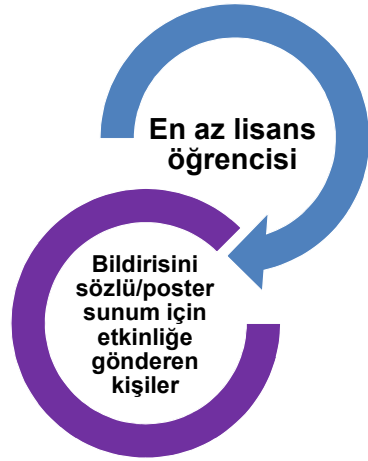 En az lisans
öğrencisi
Bildirisini
sözlü/poster
sunum için
etkinliğe
gönderen
kişiler